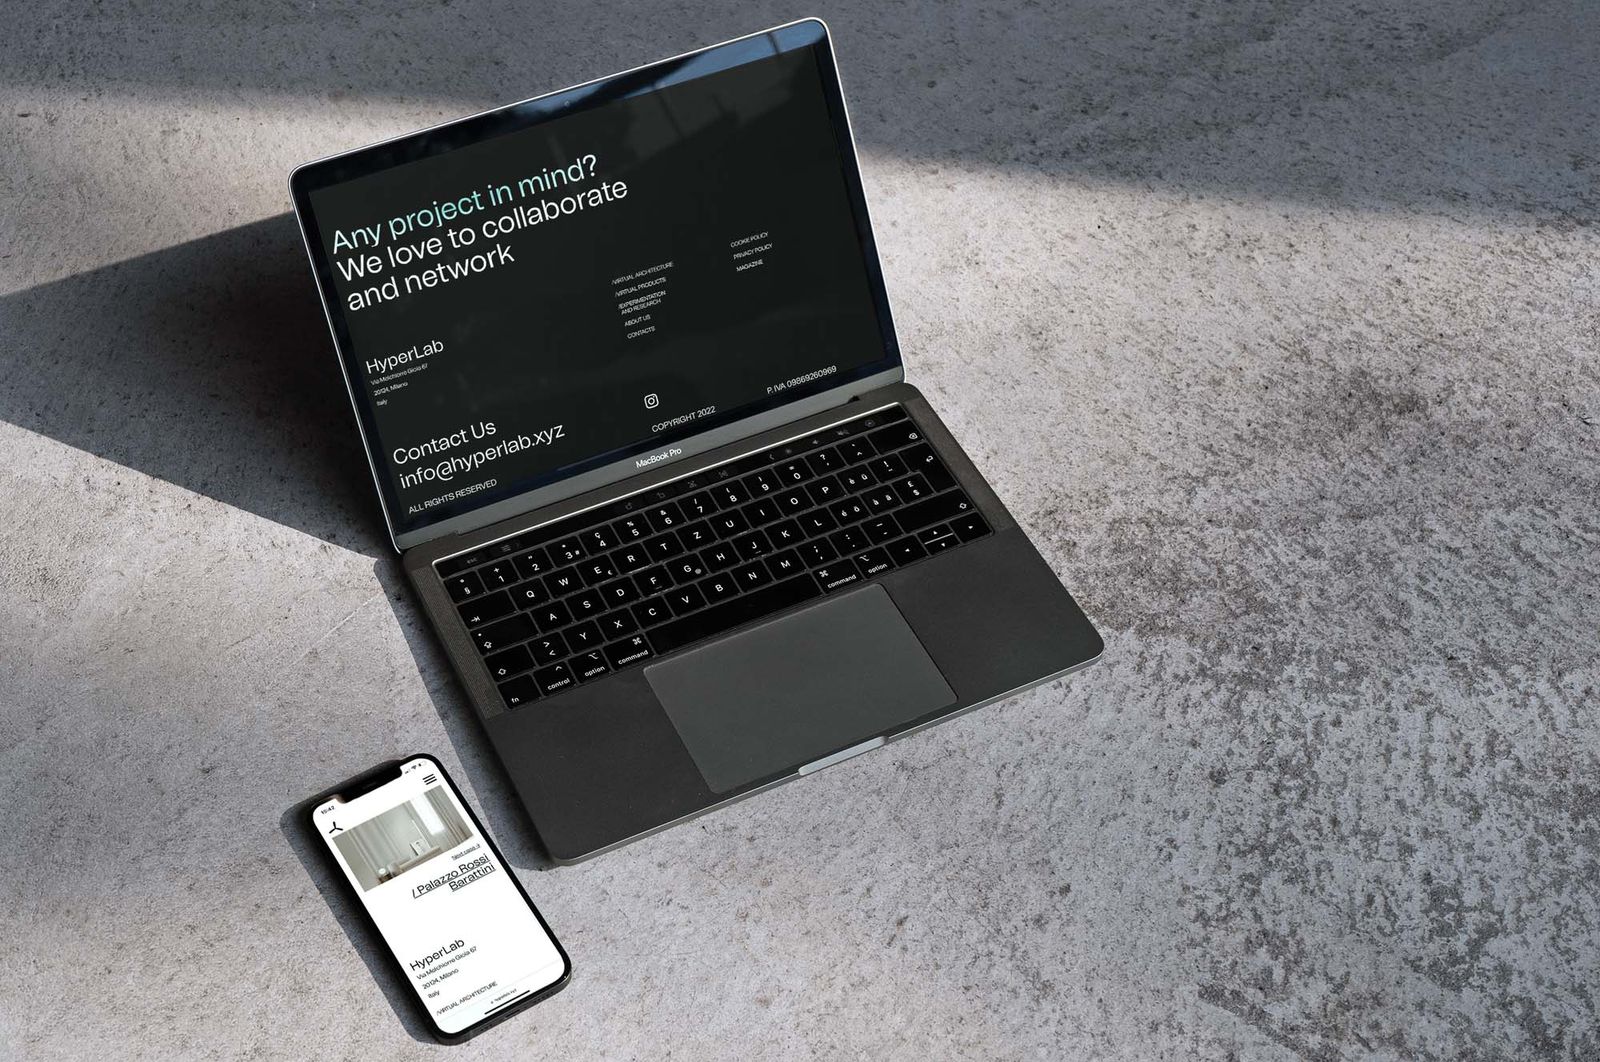 Any project in mind?
We love to collaborate
and network
/VIRTUAL ARCHITECTURE
/VIRTUAL PRODUCTS
/EXPERIMENTATION
AND RESEARCH
ABOUT US
CONTACTS
COOKIE POLICY
PRIVACY POLICY
MAGAZINE
HyperLab
Via Melchiorre Gioia 67
20124, Milano
Italy
Contact Us
info@hyperlab.xyz
ALL RIGHTS RESERVED
COPYRIGHT 2022
P. IVA 09869260969
MacBook Pro
esc
§ 1 2 3 4 5 6 7 8 9 0
Q W E R T Z U I O P
A S D F G H J K L
Y X C V B N M
fn control option command command option
10:42
Next case
/ Palazzo Rossi
Barattini
HyperLab
Via Melchiorre Gioia 67
20124, Milano
Italy
/VIRTUAL ARCHITECTURE